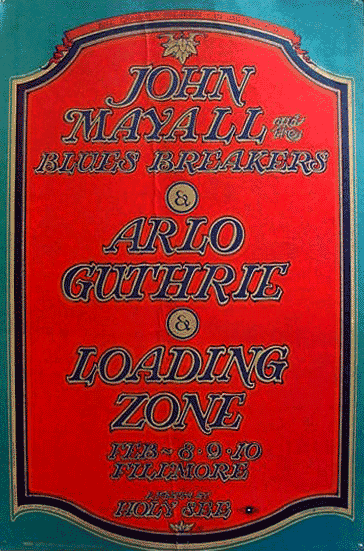 JOHN
MAYALL and the
BLUES BREAKERS
&
ARLO
GUTHRIE
&
LOADING
ZONE
FEB~8·9·10
FILLMORE
HOLY SEE